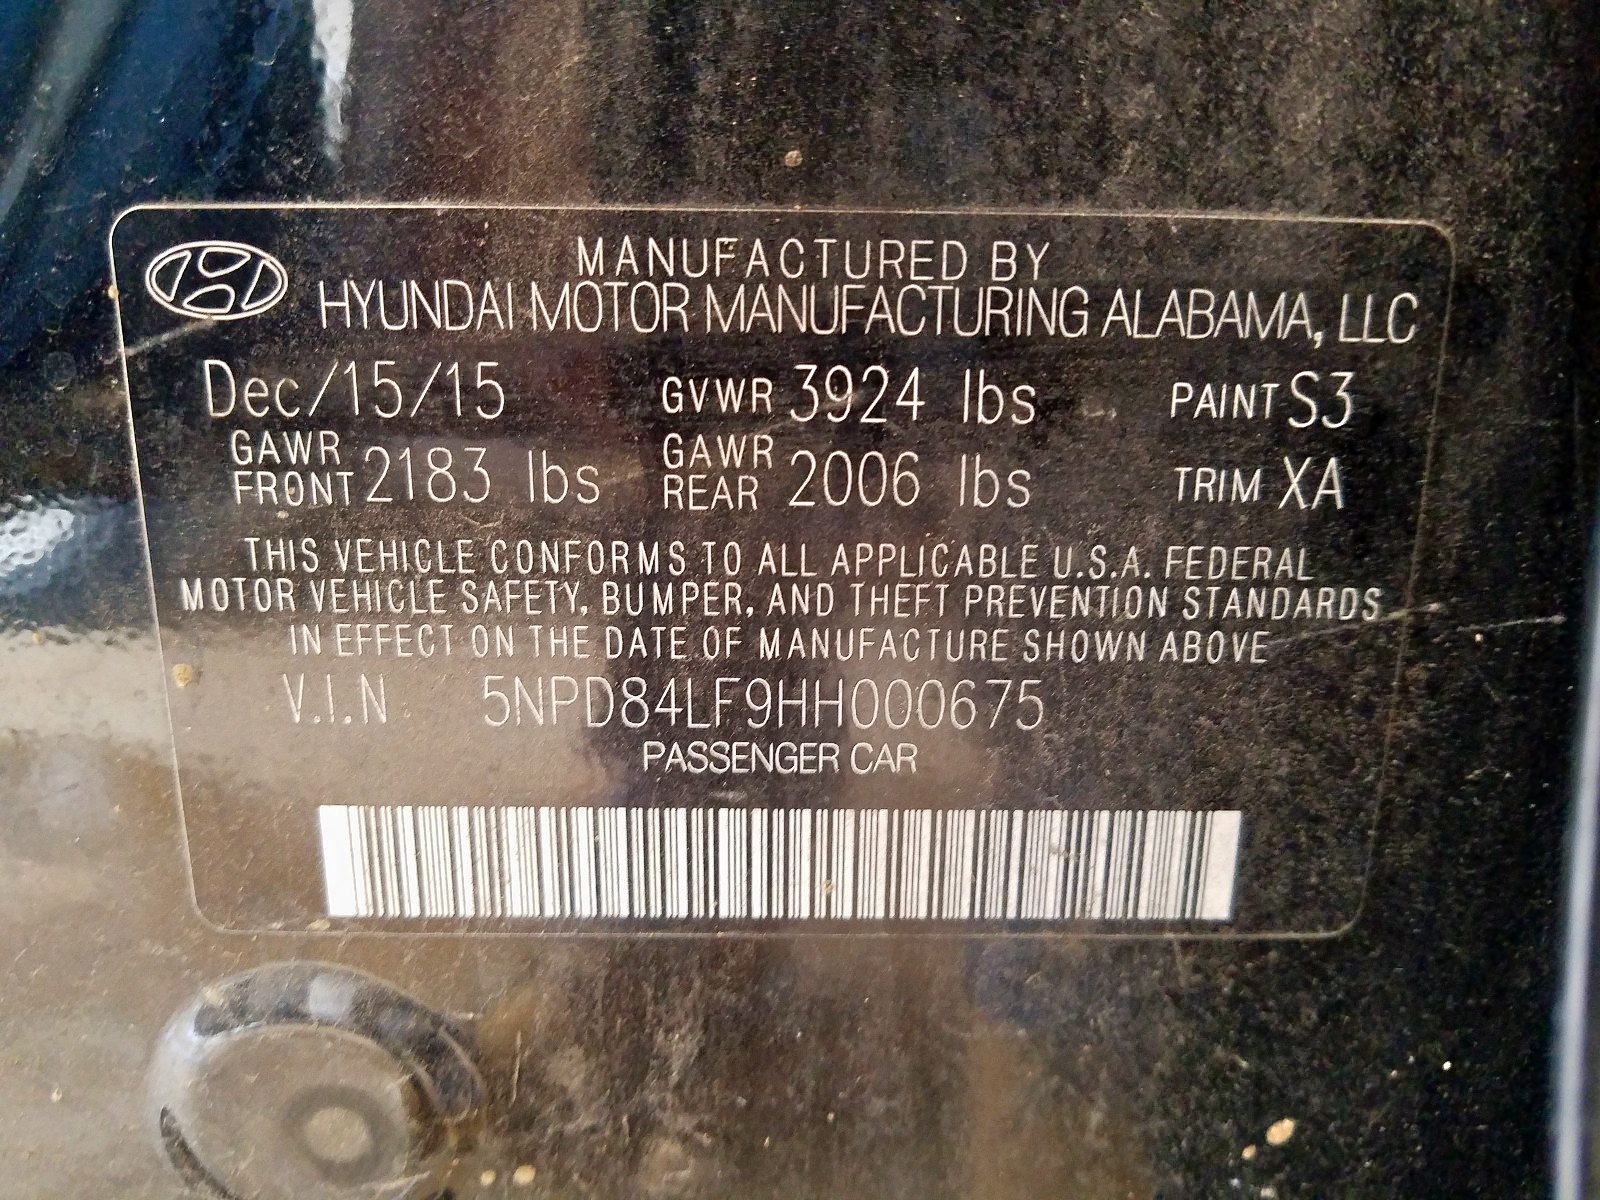 MANUFACTURED BY
HYUNDAI MOTOR MANUFACTURING ALABAMA, LLC
Dec/15/15 GVWR 3924 lbs PAINT S3
GAWR FRONT 2183 lbs GAWR REAR 2006 lbs TRIM XA
THIS VEHICLE CONFORMS TO ALL APPLICABLE U.S.A. FEDERAL
MOTOR VEHICLE SAFETY, BUMPER, AND THEFT PREVENTION STANDARDS
IN EFFECT ON THE DATE OF MANUFACTURE SHOWN ABOVE
V.I.N 5NPD84LF9HH000675
PASSENGER CAR